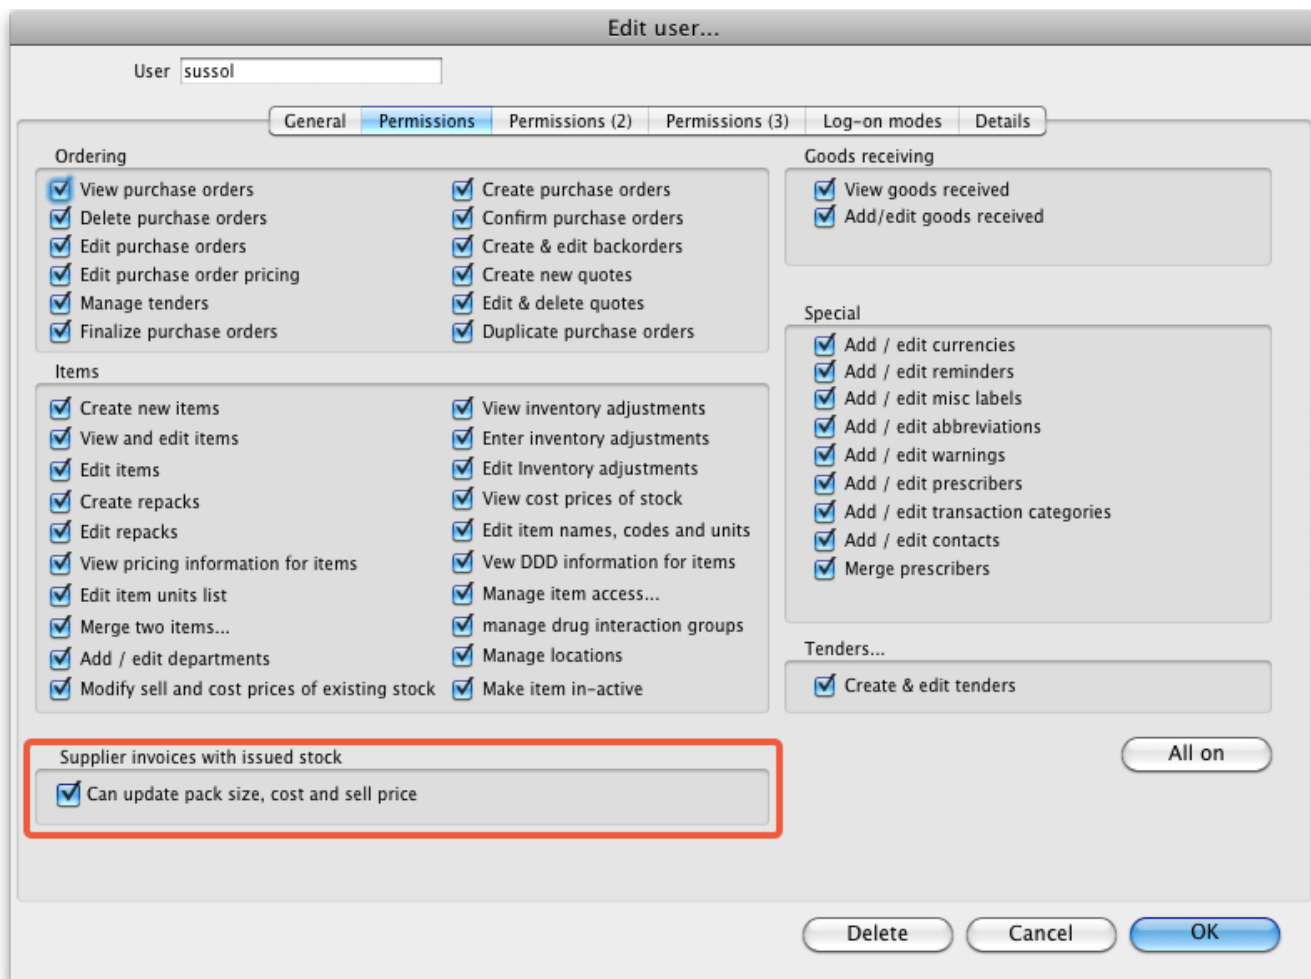 Edit user...
User sussol
General Permissions Permissions (2) Permissions (3) Log-on modes Details
Ordering
View purchase orders
Delete purchase orders
Edit purchase orders
Edit purchase order pricing
Manage tenders
Finalize purchase orders
Create purchase orders
Confirm purchase orders
Create & edit backorders
Create new quotes
Edit & delete quotes
Duplicate purchase orders
Items
Create new items
View and edit items
Edit items
Create repacks
Edit repacks
View pricing information for items
Edit item units list
Merge two items...
Add / edit departments
Modify sell and cost prices of existing stock
View inventory adjustments
Enter inventory adjustments
Edit Inventory adjustments
View cost prices of stock
Edit item names, codes and units
Vew DDD information for items
Manage item access...
manage drug interaction groups
Manage locations
Make item in-active
Supplier invoices with issued stock
Can update pack size, cost and sell price
Goods receiving
View goods received
Add/edit goods received
Special
Add / edit currencies
Add / edit reminders
Add / edit misc labels
Add / edit abbreviations
Add / edit warnings
Add / edit prescribers
Add / edit transaction categories
Add / edit contacts
Merge prescribers
Tenders...
Create & edit tenders
All on
Delete Cancel OK